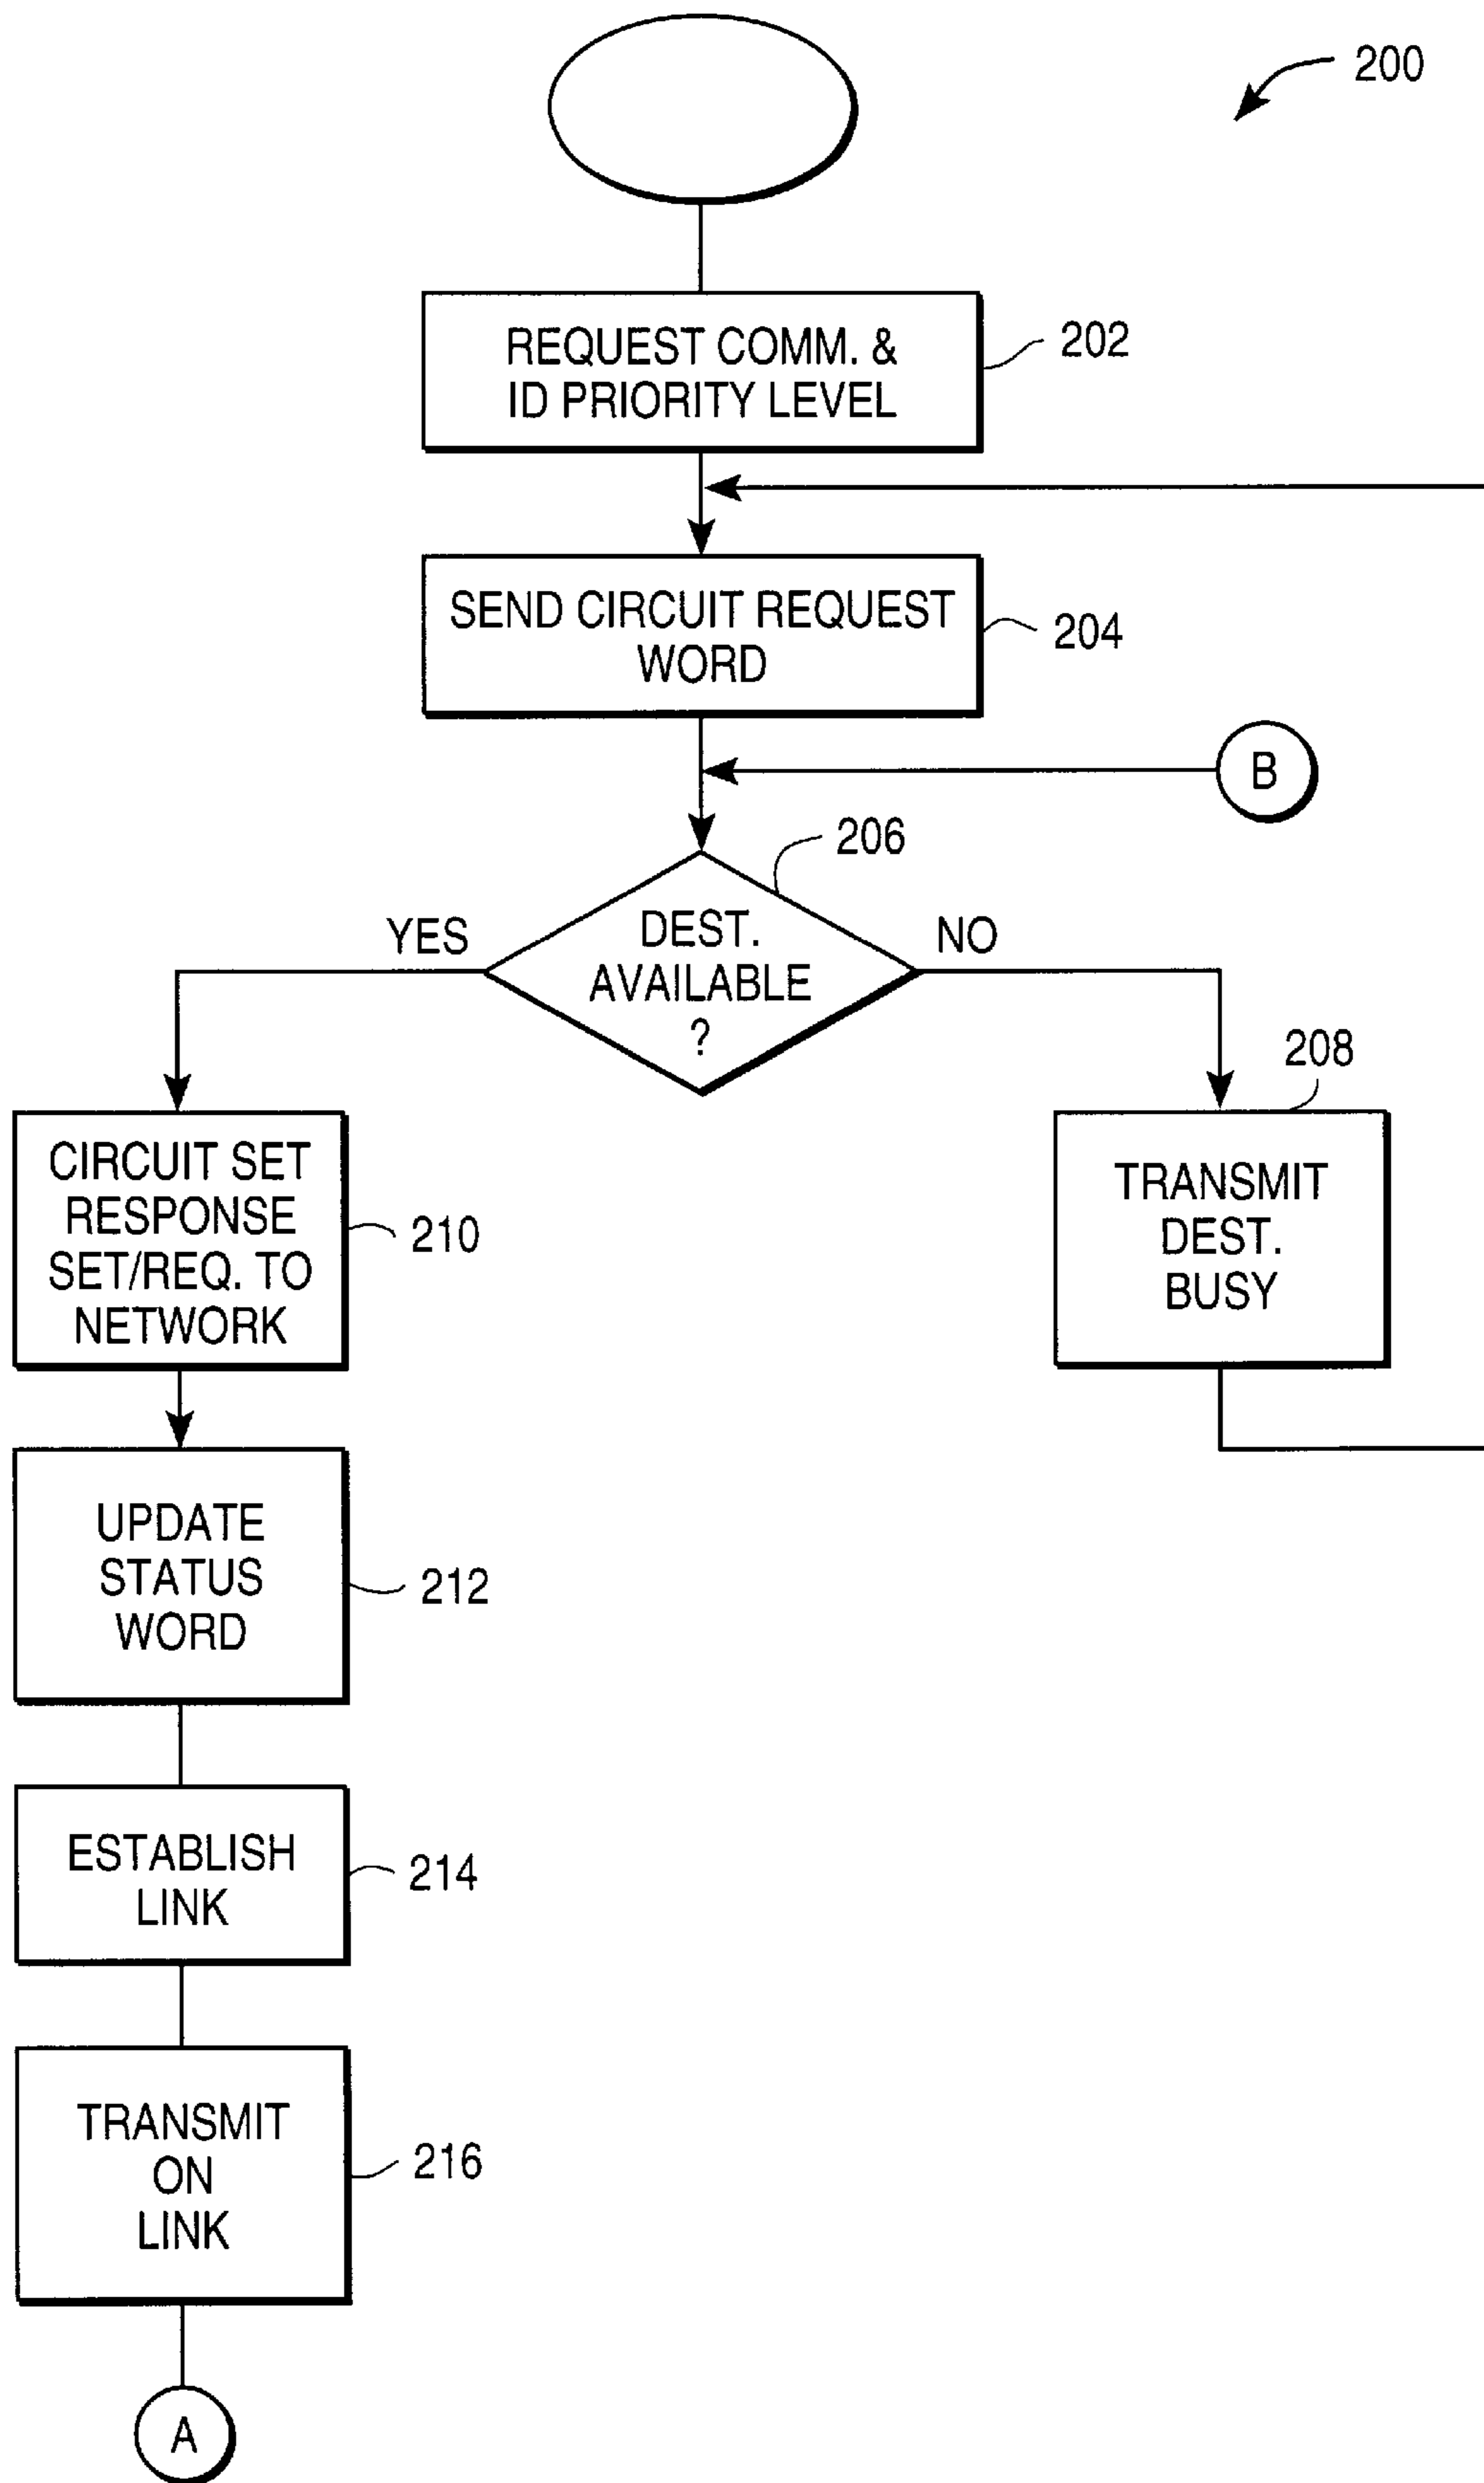 200
REQUEST COMM. &
ID PRIORITY LEVEL
202
SEND CIRCUIT REQUEST
WORD
204
B
206
YES
DEST.
AVAILABLE
?
NO
208
CIRCUIT SET
RESPONSE
SET/REQ. TO
NETWORK
210
TRANSMIT
DEST.
BUSY
UPDATE
STATUS
WORD
212
ESTABLISH
LINK
214
TRANSMIT
ON
LINK
216
A